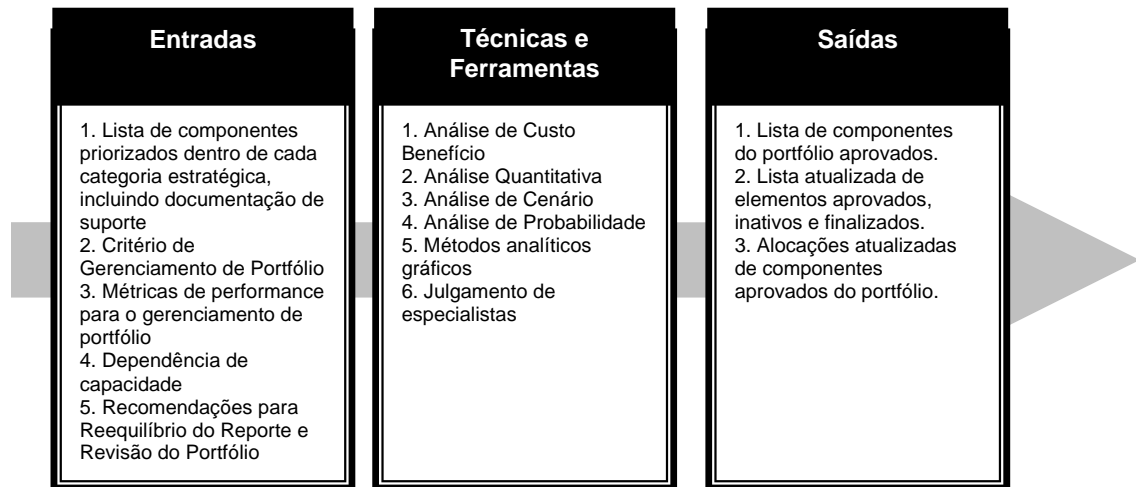 Entradas
1. Lista de componentes
priorizados dentro de cada
categoria estratégica,
incluindo documentação de
suporte
2. Critério de
Gerenciamento de Portfólio
3. Métricas de performance
para o gerenciamento de
portfólio
4. Dependência de
capacidade
5. Recomendações para
Reequilíbrio do Reporte e
Revisão do Portfólio
Técnicas e
Ferramentas
1. Análise de Custo
Benefício
2. Análise Quantitativa
3. Análise de Cenário
4. Análise de Probabilidade
5. Métodos analíticos
gráficos
6. Julgamento de
especialistas
Saídas
1. Lista de componentes
do portfólio aprovados.
2. Lista atualizada de
elementos aprovados,
inativos e finalizados.
3. Alocações atualizadas
de componentes
aprovados do portfólio.